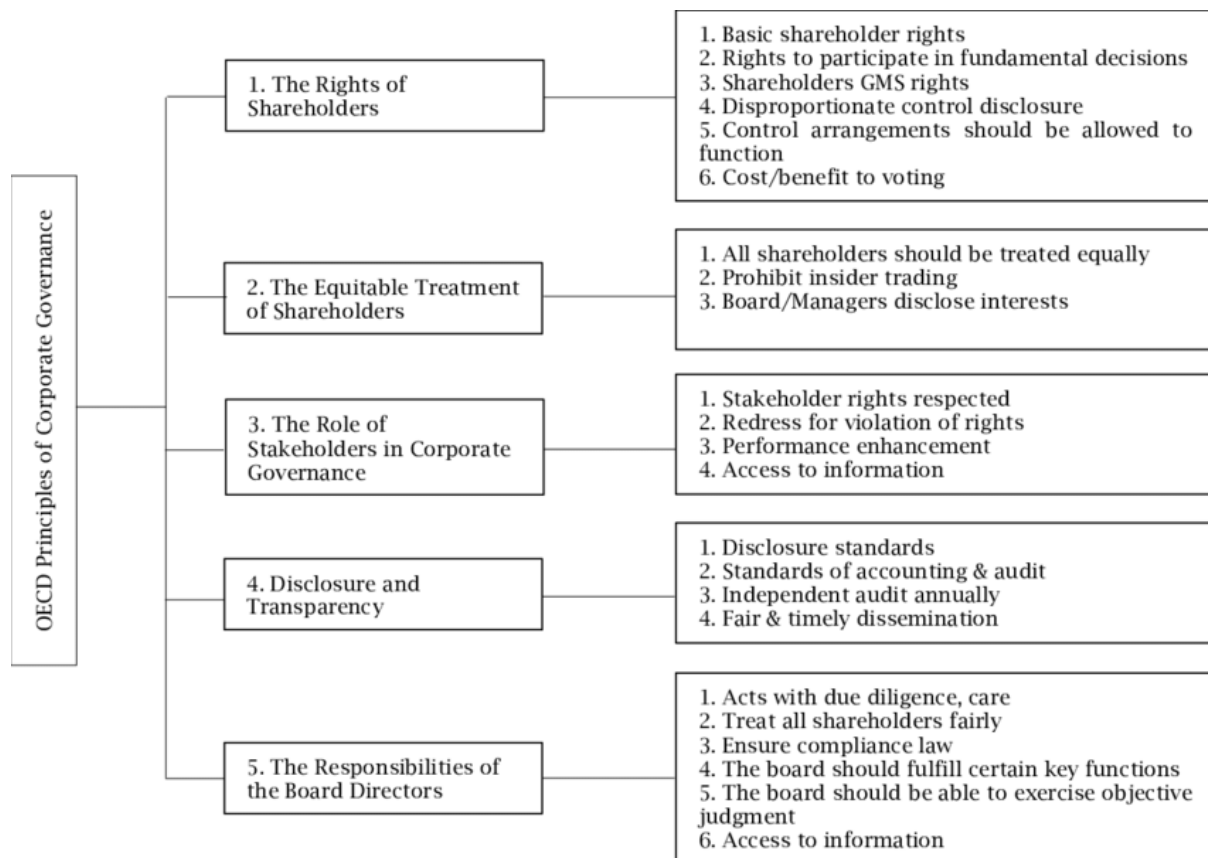 OECD Principles of Corporate Governance
1. The Rights of
Shareholders
1. Basic shareholder rights
2. Rights to participate in fundamental decisions
3. Shareholders GMS rights
4. Disproportionate control disclosure
5. Control arrangements should be allowed to
function
6. Cost/benefit to voting
2. The Equitable Treatment
of Shareholders
1. All shareholders should be treated equally
2. Prohibit insider trading
3. Board/Managers disclose interests
3. The Role of
Stakeholders in Corporate
Governance
1. Stakeholder rights respected
2. Redress for violation of rights
3. Performance enhancement
4. Access to information
4. Disclosure and
Transparency
1. Disclosure standards
2. Standards of accounting & audit
3. Independent audit annually
4. Fair & timely dissemination
5. The Responsibilities of
the Board Directors
1. Acts with due diligence, care
2. Treat all shareholders fairly
3. Ensure compliance law
4. The board should fulfill certain key functions
5. The board should be able to exercise objective
judgment
6. Access to information